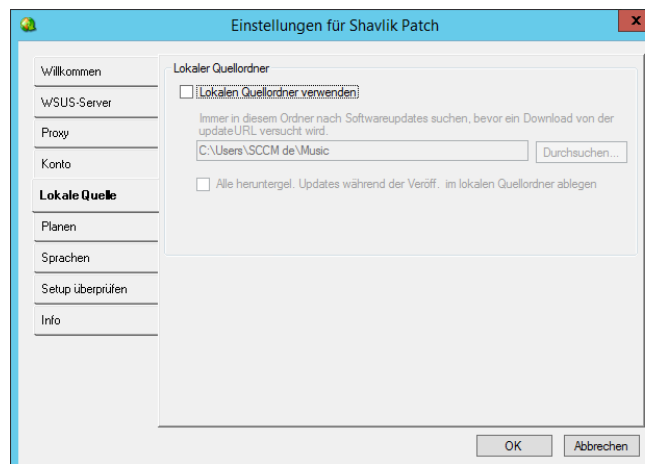 Einstellungen für Shavlik Patch
x
Willkommen
WSUS-Server
Proxy
Konto
Lokale Quelle
Planen
Sprachen
Setup überprüfen
Info
Lokaler Quellordner
Lokalen Quellordner verwenden
Immer in diesem Ordner nach Softwareupdates suchen, bevor ein Download von der
updateURL versucht wird.
C:\Users\SCCM de\Music
Durchsuchen...
Alle heruntergel. Updates während der Veröff. im lokalen Quellordner ablegen
OK
Abbrechen